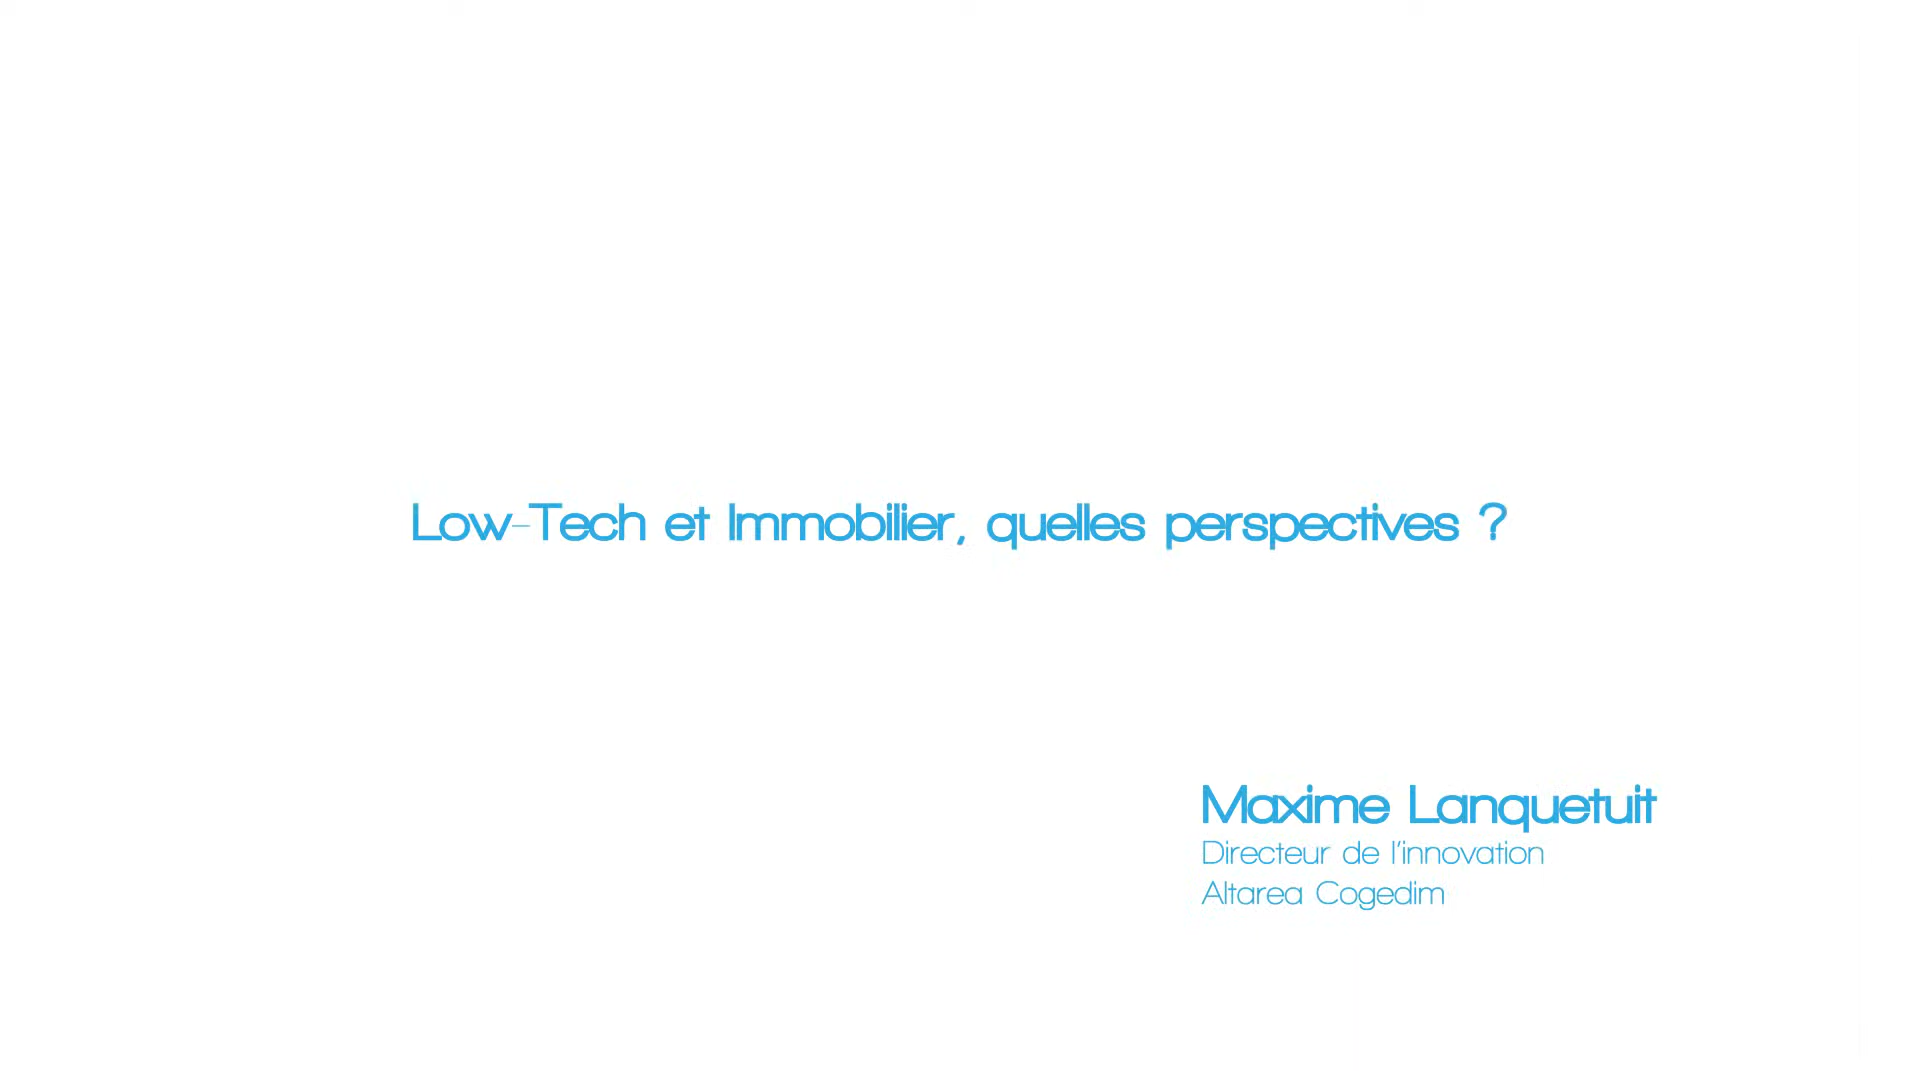 Low-Tech et Immobilier, quelles perspectives ?
Maxime Lanquetuit
Directeur de l'innovation
Altarea Cogedim